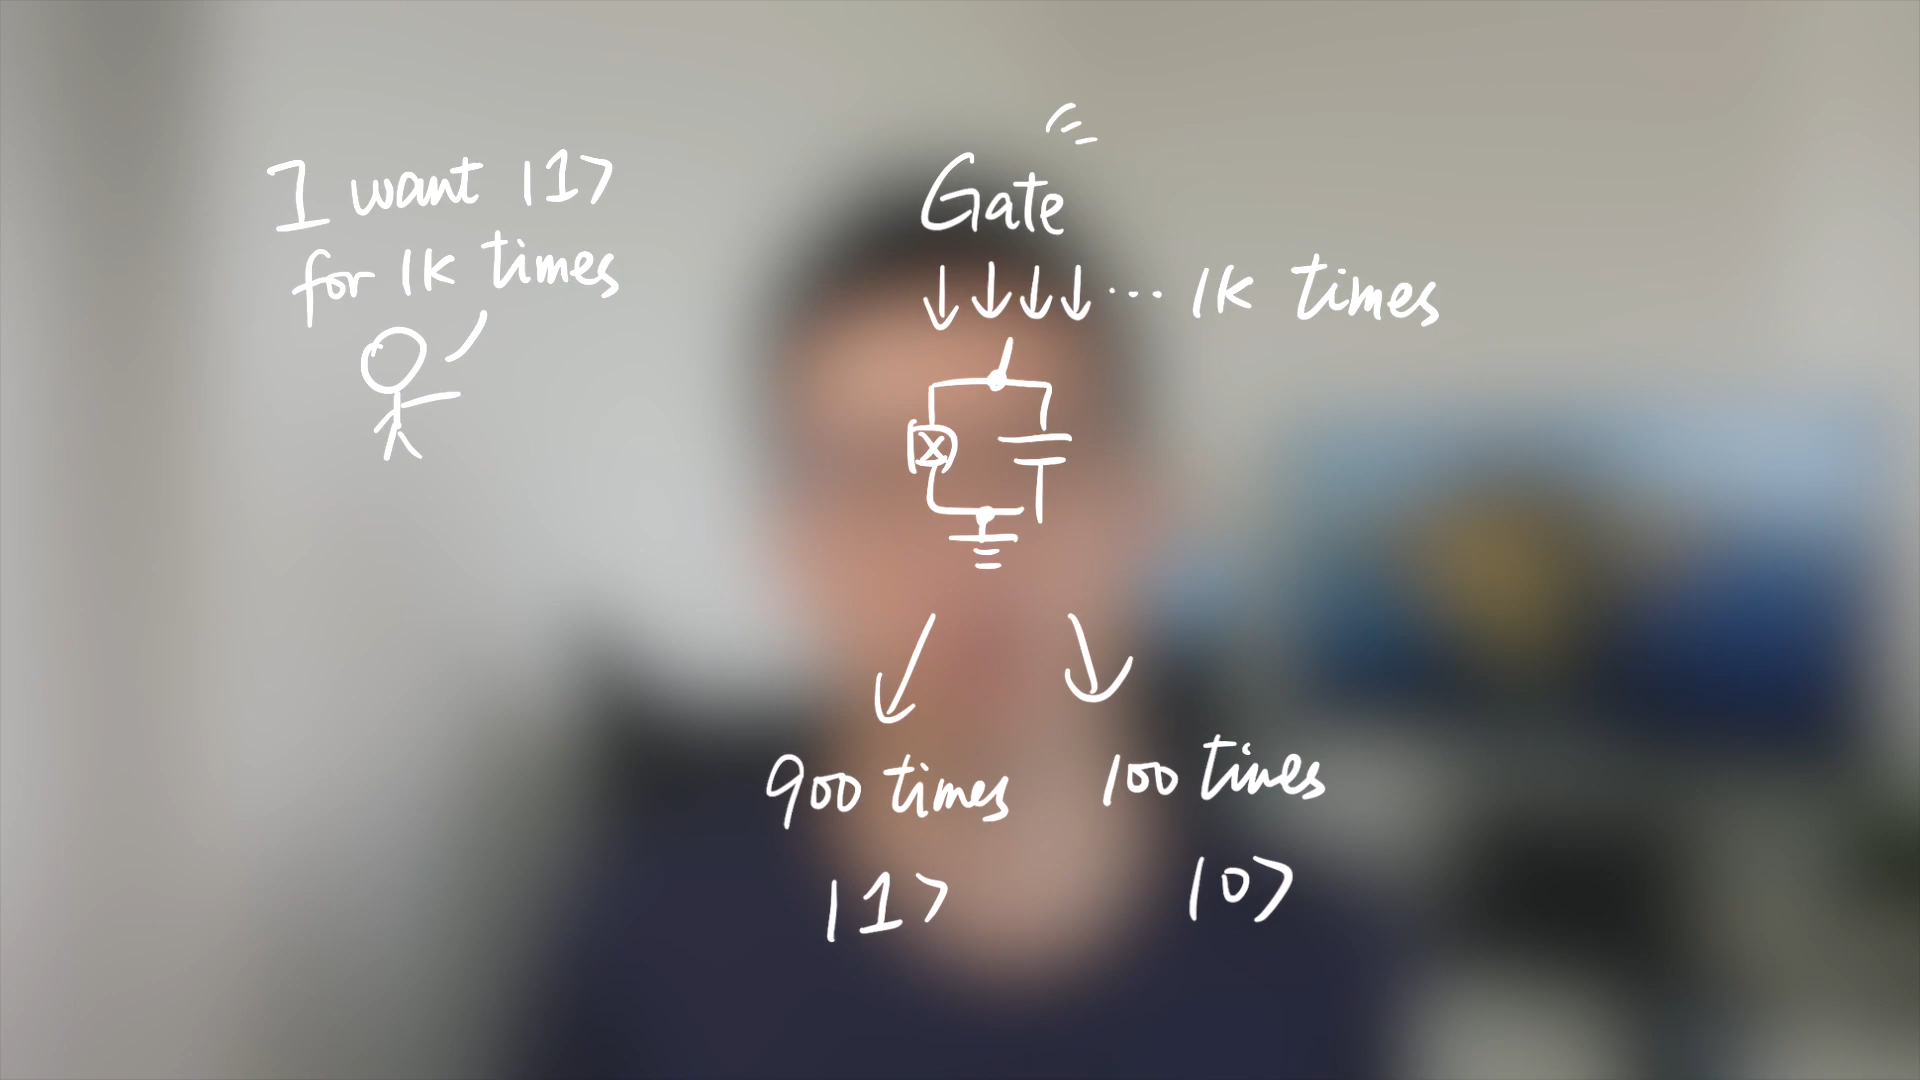 I want |1>
for 1K times
Gate
... 1K times
900 times
100 times
|1>
|0>